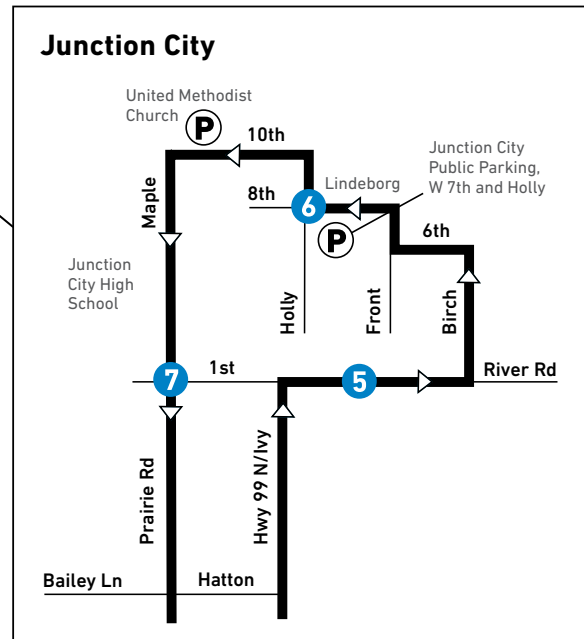 Junction City
United Methodist
Church
P
10th
Junction City
Public Parking,
W 7th and Holly
Maple
8th
6
Lindeborg
P
6th
Junction
City High
School
Holly
Front
Birch
7
1st
5
River Rd
Prairie Rd
Hwy 99 N/Ivy
Bailey Ln
Hatton